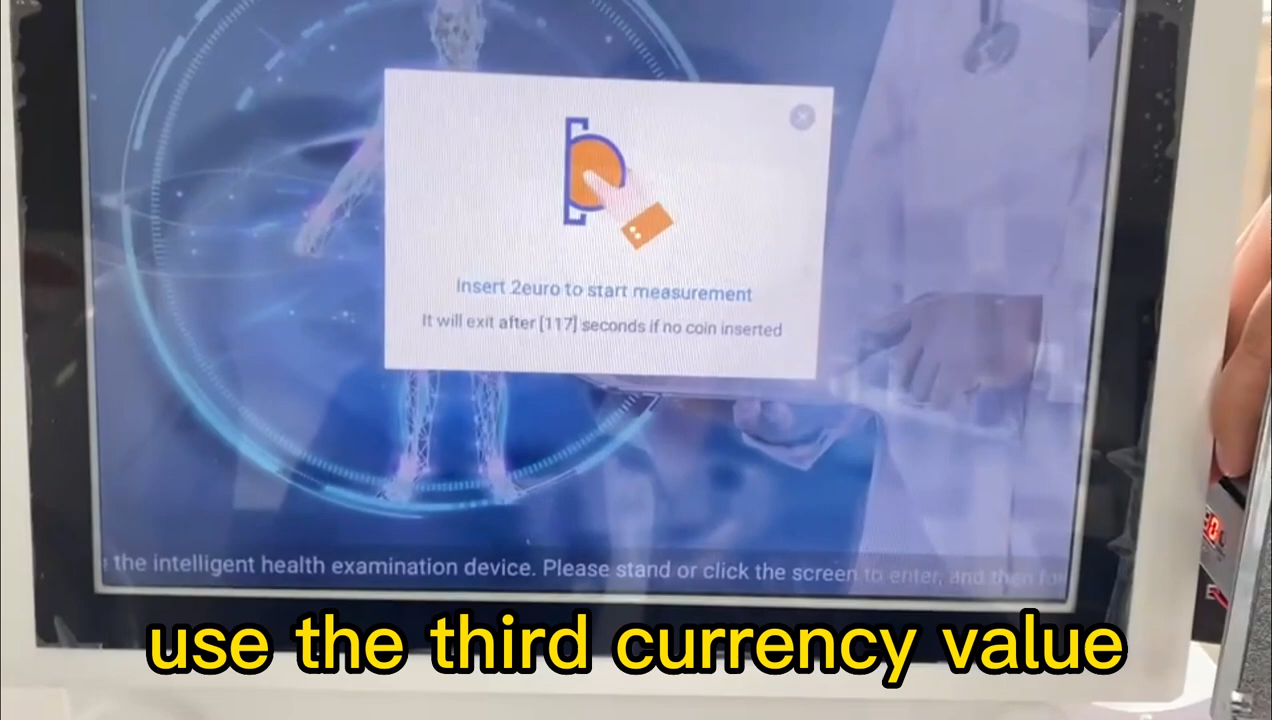 Insert 2euro to start measurement
It will exit after [117] seconds if no coin inserted
the intelligent health examination device. Please stand or click the screen to enter, and then
use the third currency value